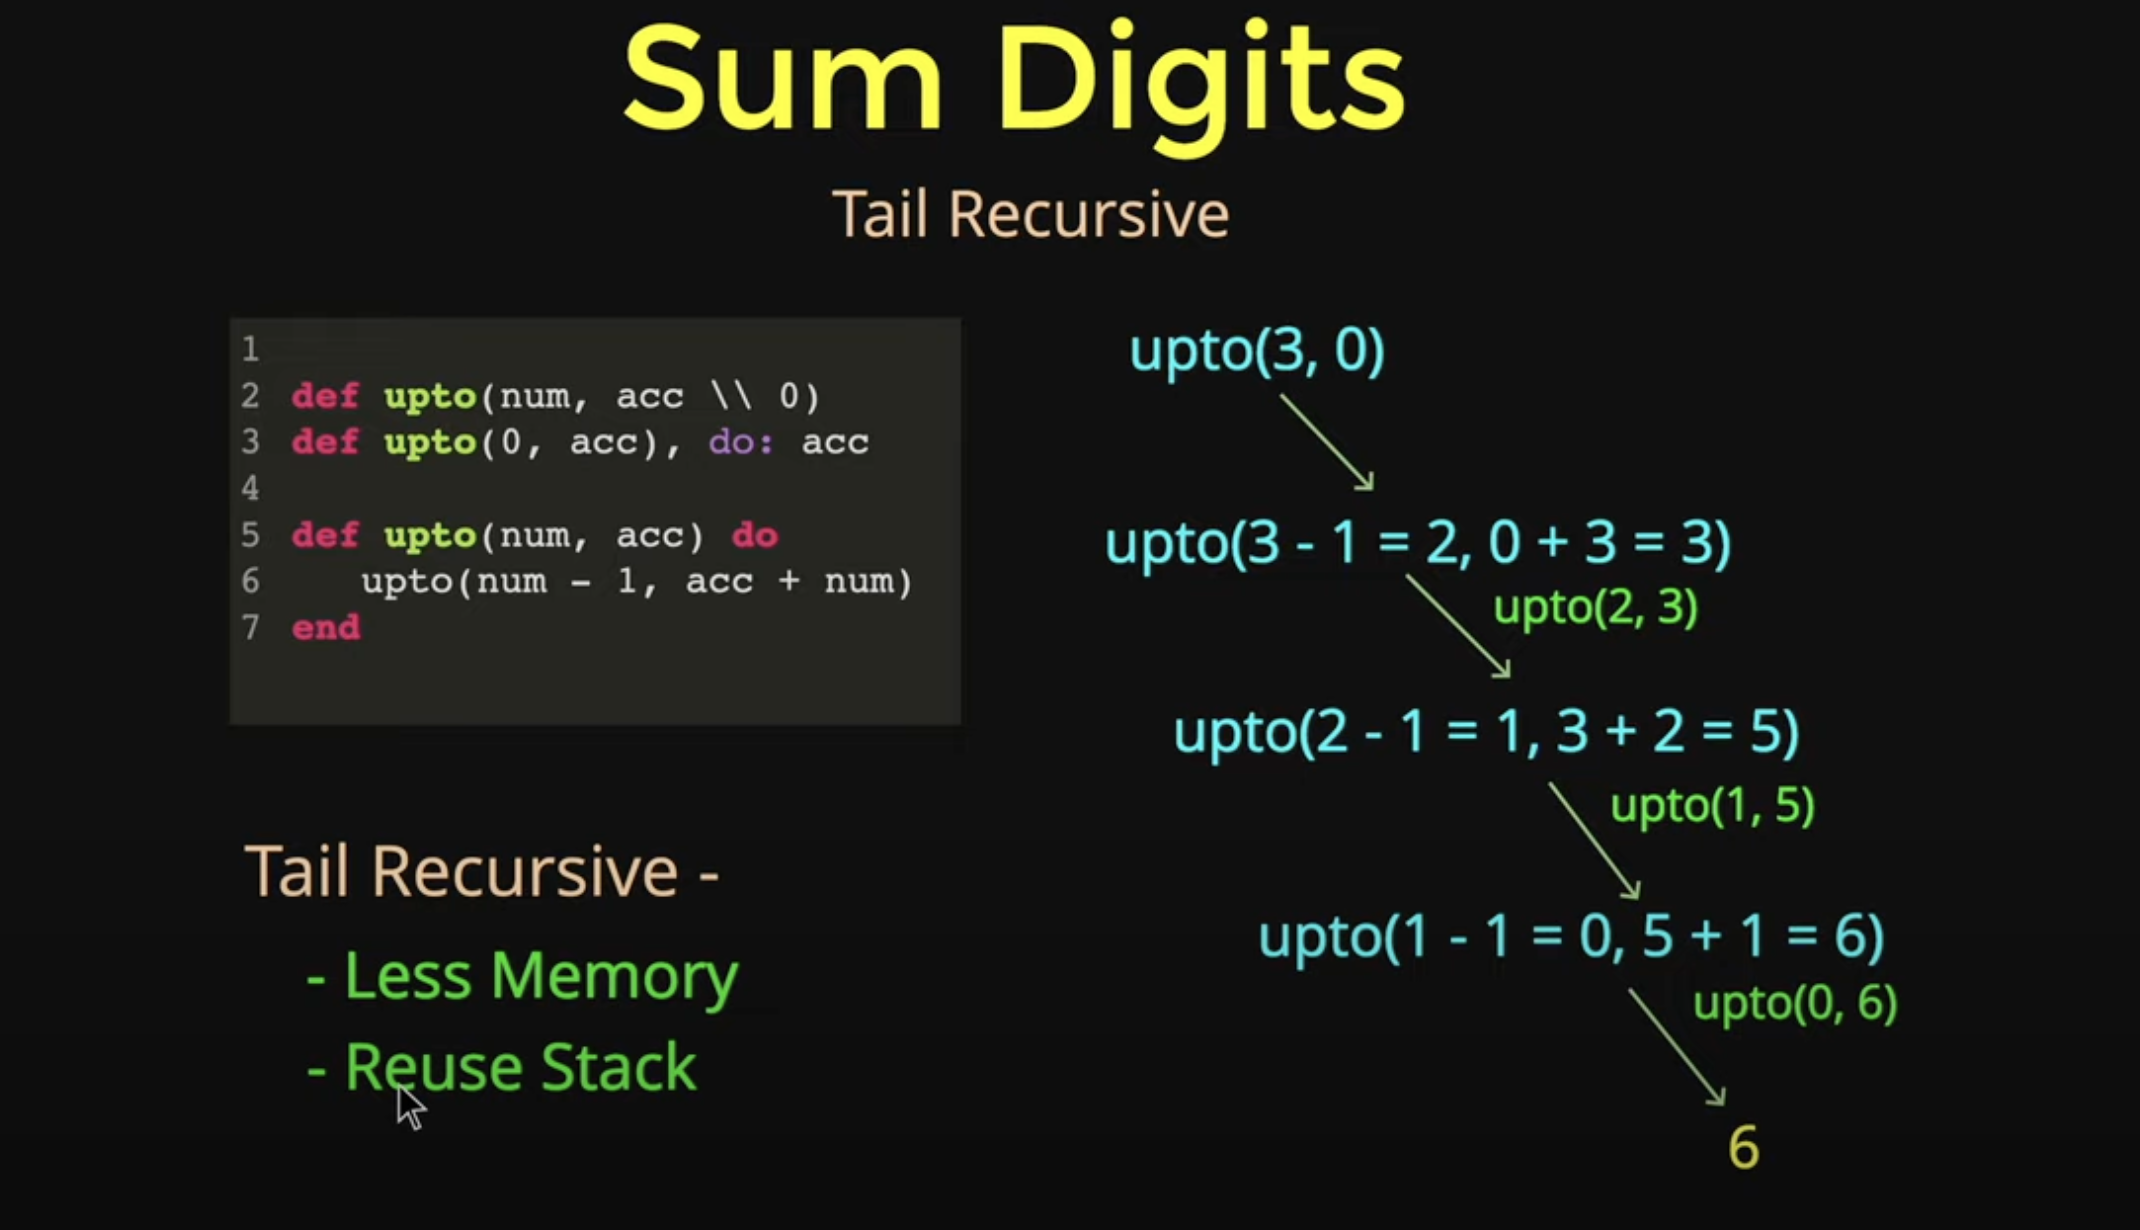 Sum Digits
Tail Recursive
1
2 def upto(num, acc \\ 0)
3 def upto(0, acc), do: acc
4
5 def upto(num, acc) do
6 upto(num - 1, acc + num)
7 end
Tail Recursive -
- Less Memory
- Reuse Stack
upto(3, 0)
upto(3 - 1 = 2, 0 + 3 = 3)
upto(2, 3)
upto(2 - 1 = 1, 3 + 2 = 5)
upto(1, 5)
upto(1 - 1 = 0, 5 + 1 = 6)
upto(0, 6)
6